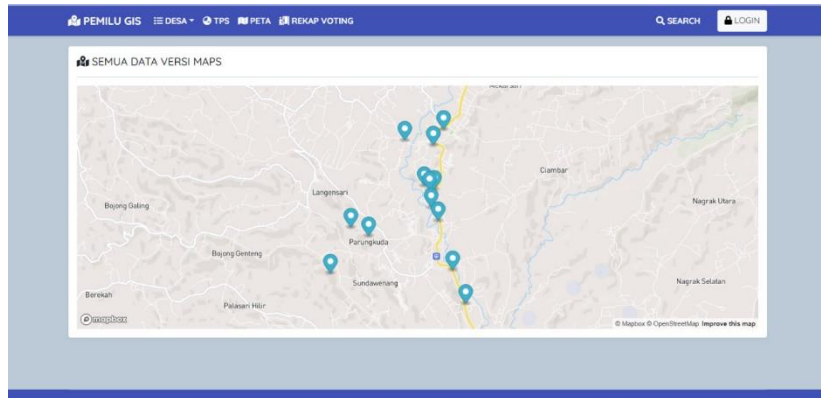 PEMILU GIS DESA TPS PETA REKAP VOTING SEARCH LOGIN
SEMUA DATA VERSI MAPS
Ciambar
Langensari
Bojong Galing
Nagrak Utara
Parungkuda
Bojong Genteng
Sundawenang
Nagrak Selatan
Berekah
Palasari Hilir
mapbox
© Mapbox © OpenStreetMap Improve this map